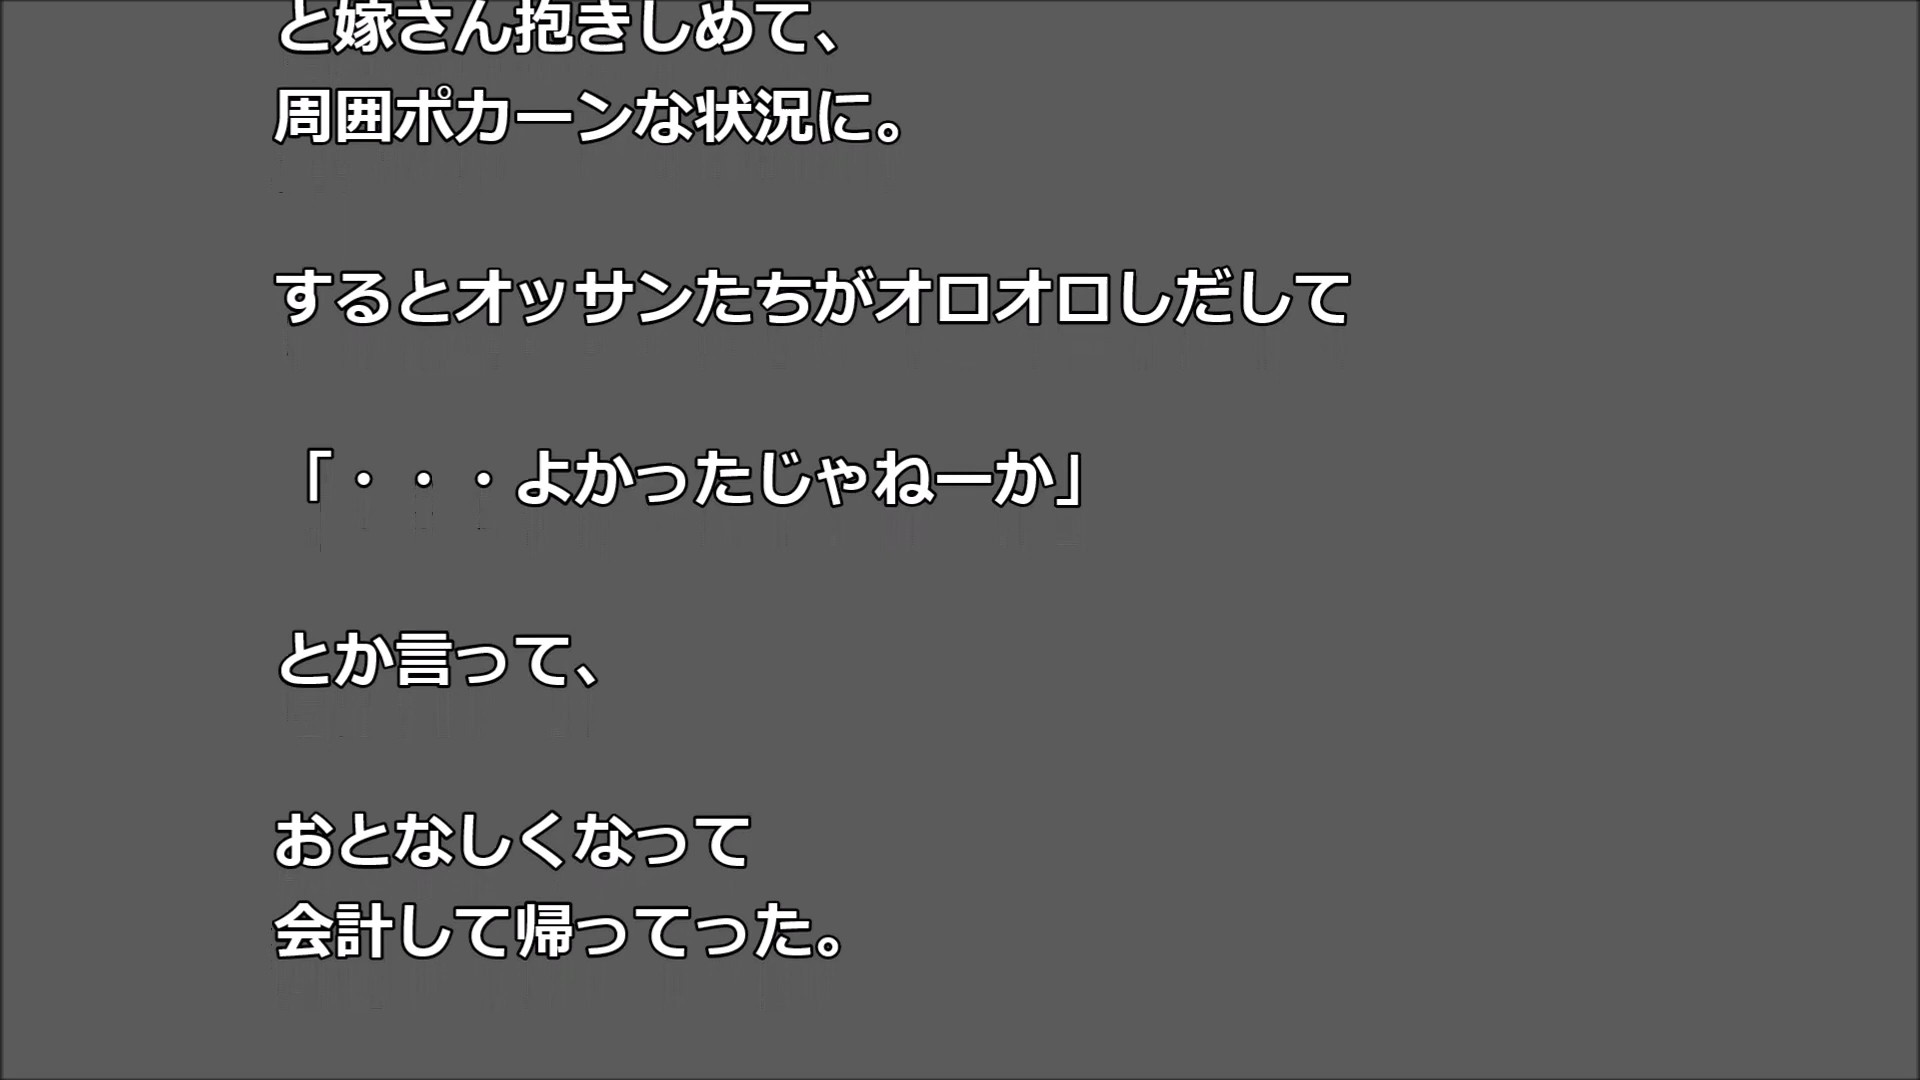 と嫁さん抱きしめて、
周囲ポカーンな状況に。
するとオッサンたちがオロオロしだして
「・・・よかったじゃねーか」
とか言って、
おとなしくなって
会計して帰ってった。